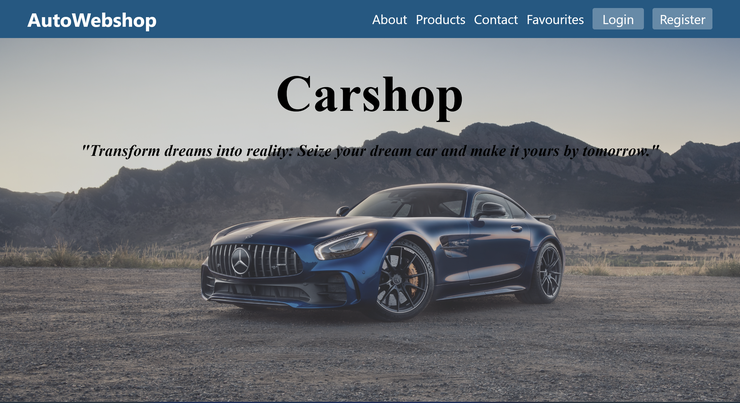 AutoWebshop
About Products Contact Favourites Login Register
Carshop
"Transform dreams into reality: Seize your dream car and make it yours by tomorrow."